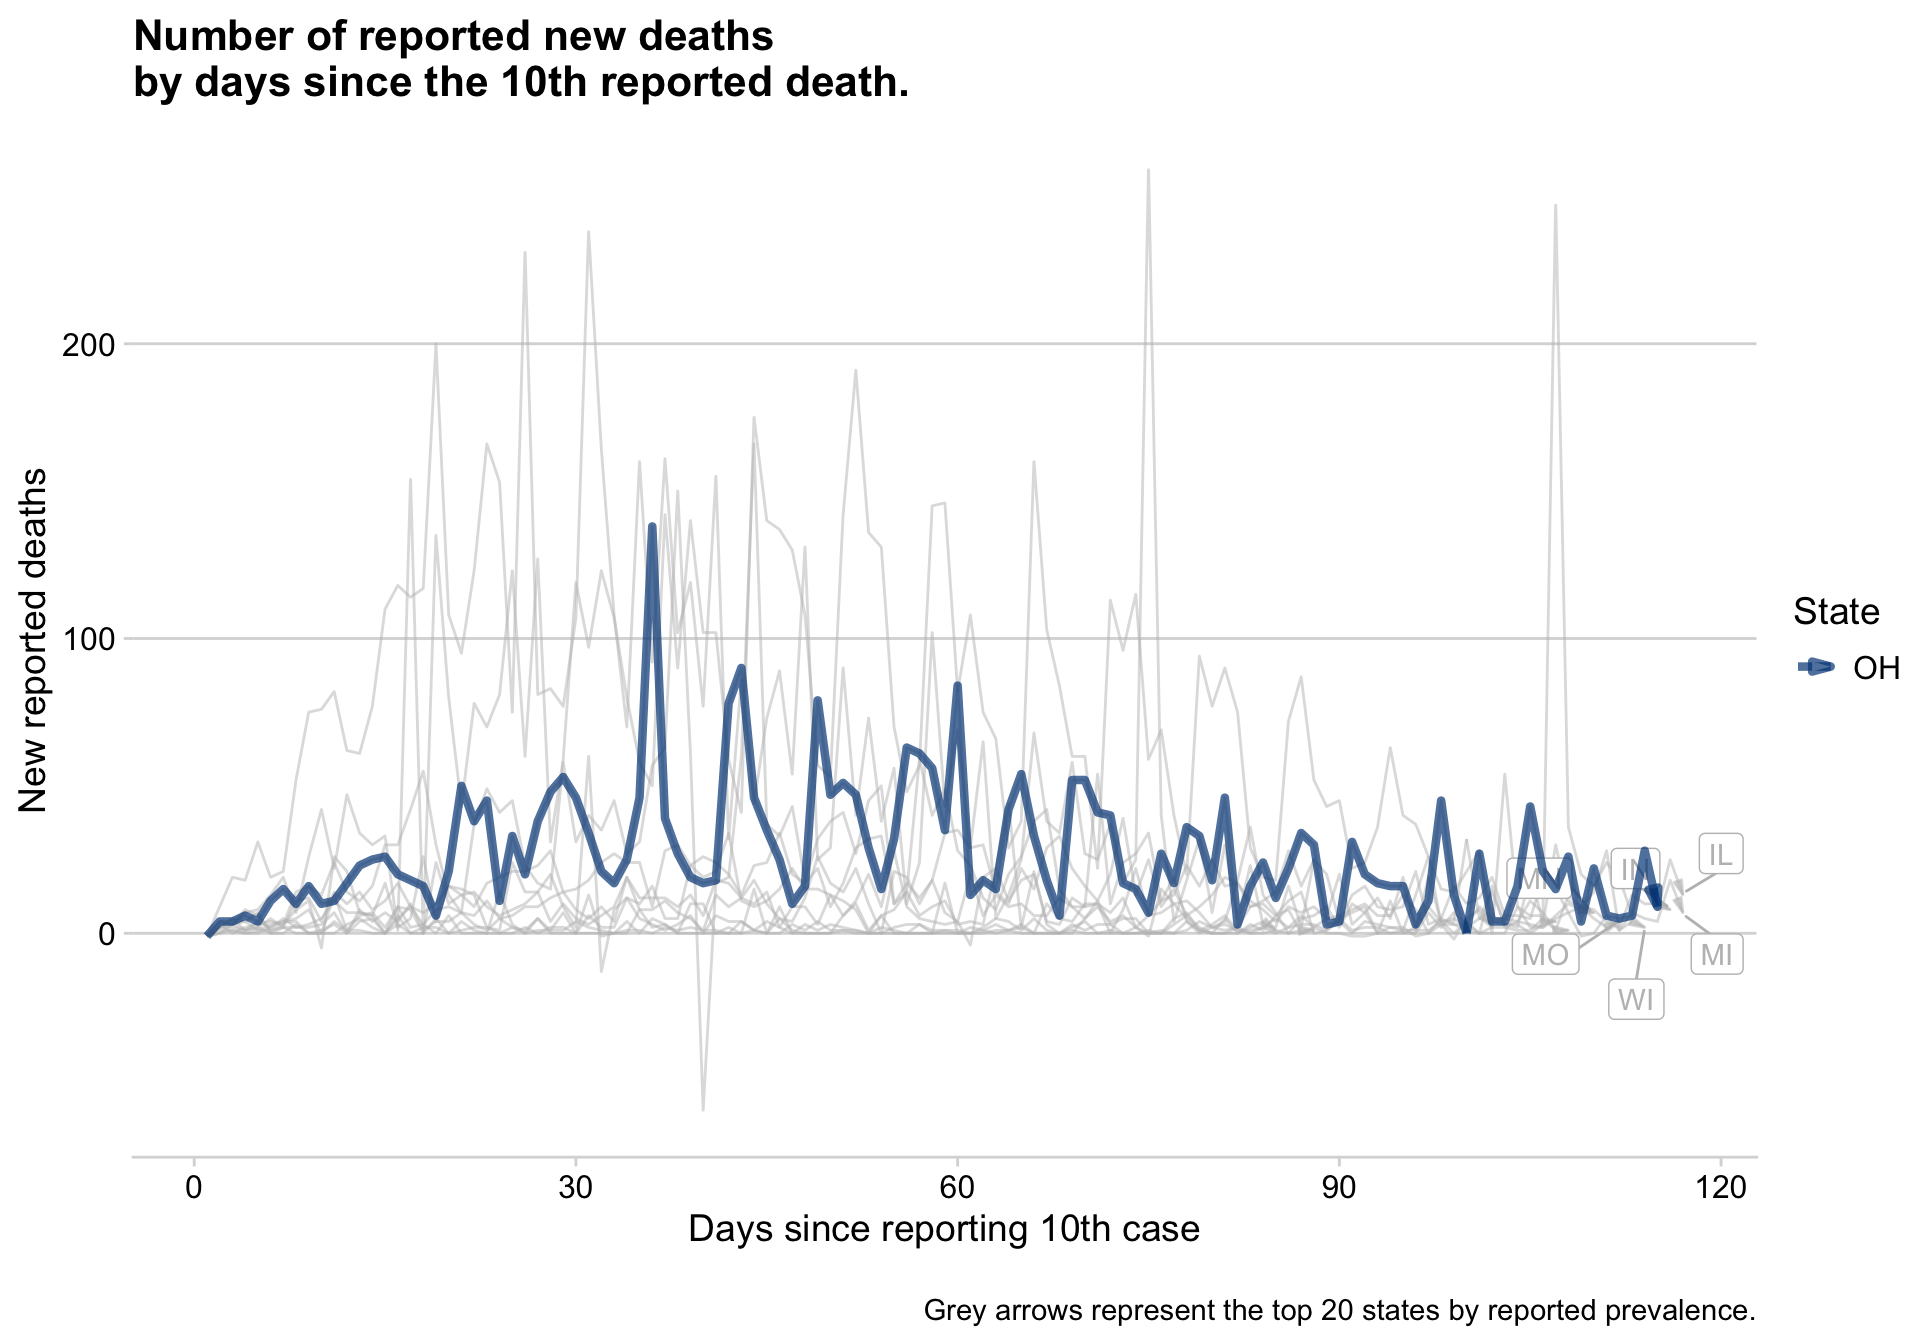 Number of reported new deaths
by days since the 10th reported death.
New reported deaths
200
100
0
0
30
60
90
120
Days since reporting 10th case
State
OH
IL
IN
MO
MI
WI
Grey arrows represent the top 20 states by reported prevalence.